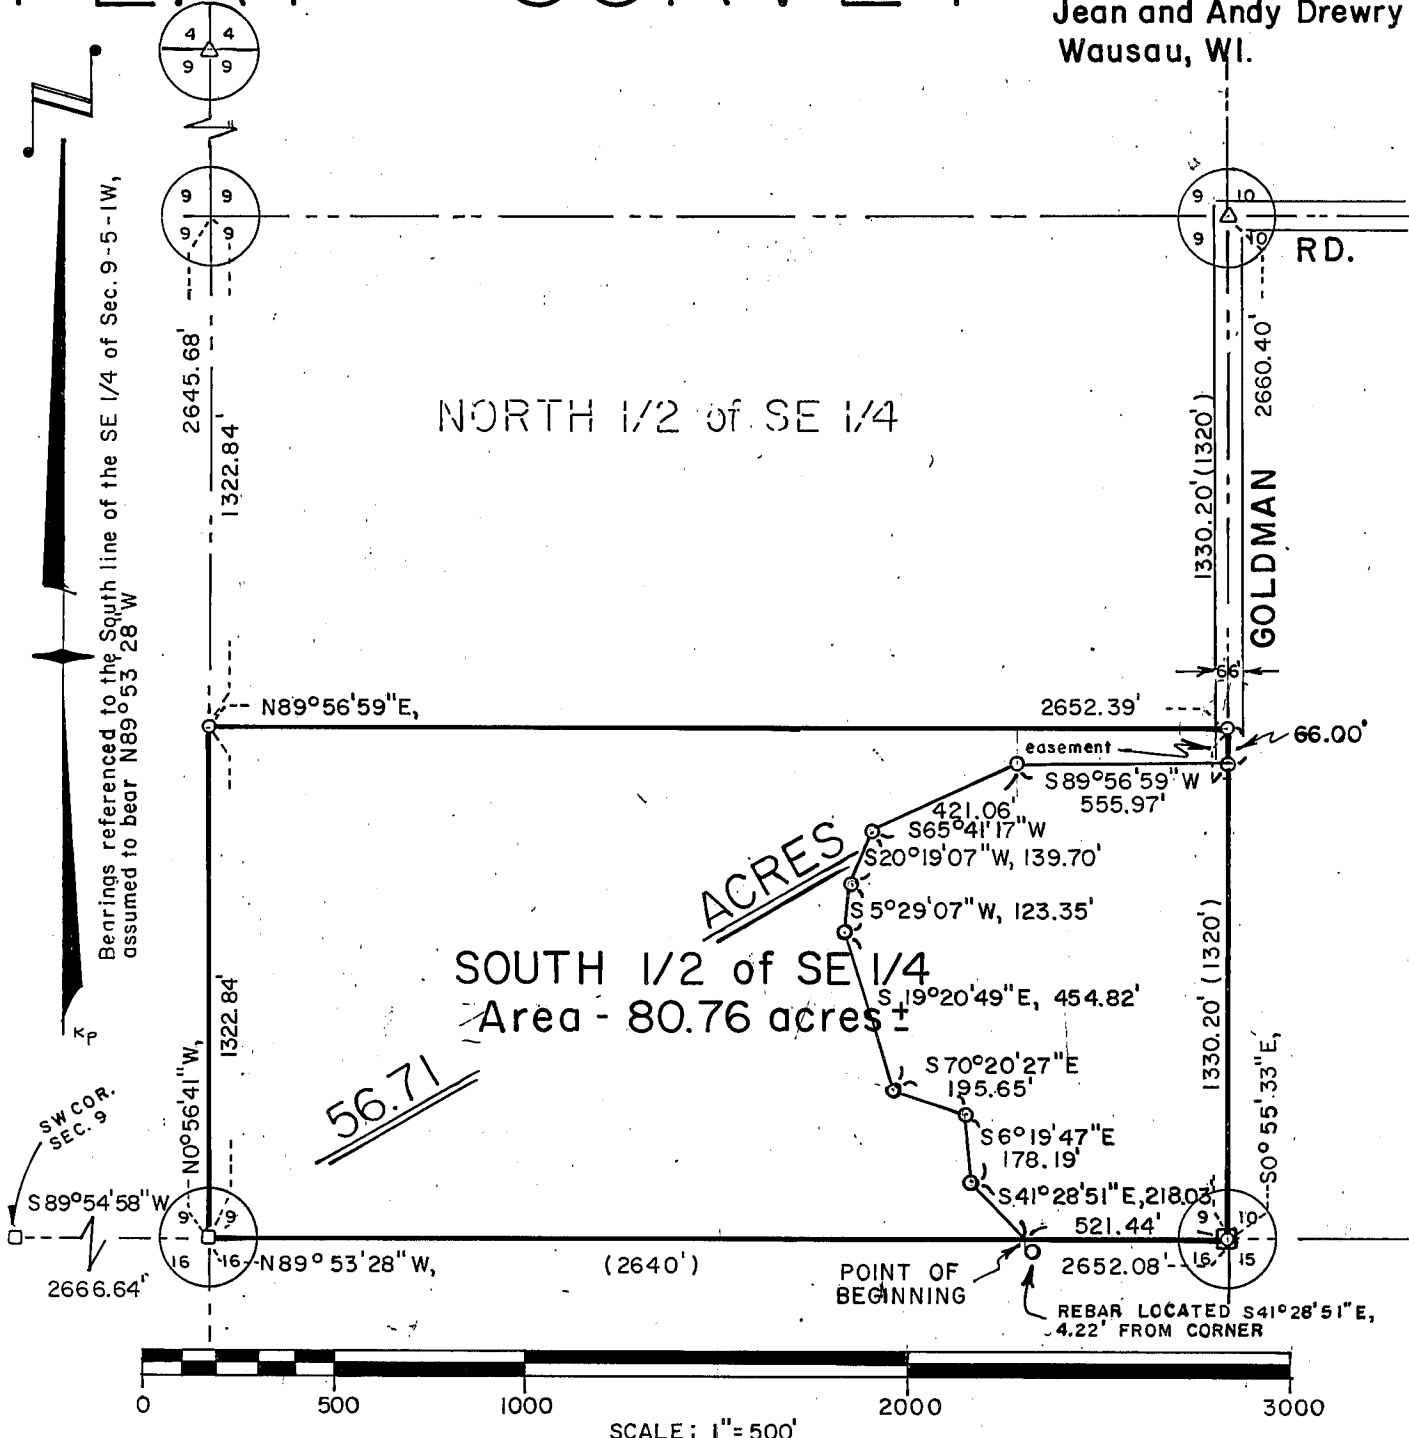 Jean and Andy Drewry
Wausau, WI.
4 4
9 9
9 9
9 9
9 10
9 10
RD.
GOLDMAN
Bearings referenced to the South line of the SE 1/4 of Sec. 9-5-1W,
assumed to bear N89°53'28"W
2645.68'
1322.84'
NORTH 1/2 of SE 1/4
1330.20' (1320')
2660.40'
66'
N89°56'59"E,
2652.39'
66.00'
easement
S89°56'59"W
555.97'
421.06'
S65°41'17"W
S20°19'07"W, 139.70'
S5°29'07"W, 123.35'
ACRES
SOUTH 1/2 of SE 1/4
Area - 80.76 acres±
S19°20'49"E, 454.82'
56.71
S70°20'27"E
195.65'
S6°19'47"E
178.19'
S41°28'51"E, 218.03'
521.44'
1322.84'
N0°56'41"W,
1330.20' (1320')
S0°55'33"E,
KP
SW COR.
SEC. 9
S89°54'58"W
2666.64'
9 9
16 16
N89°53'28"W,
(2640')
2652.08'
9 10
16 15
POINT OF
BEGINNING
REBAR LOCATED S41°28'51"E,
4.22' FROM CORNER
0 500 1000 2000 3000
SCALE: 1"=500'